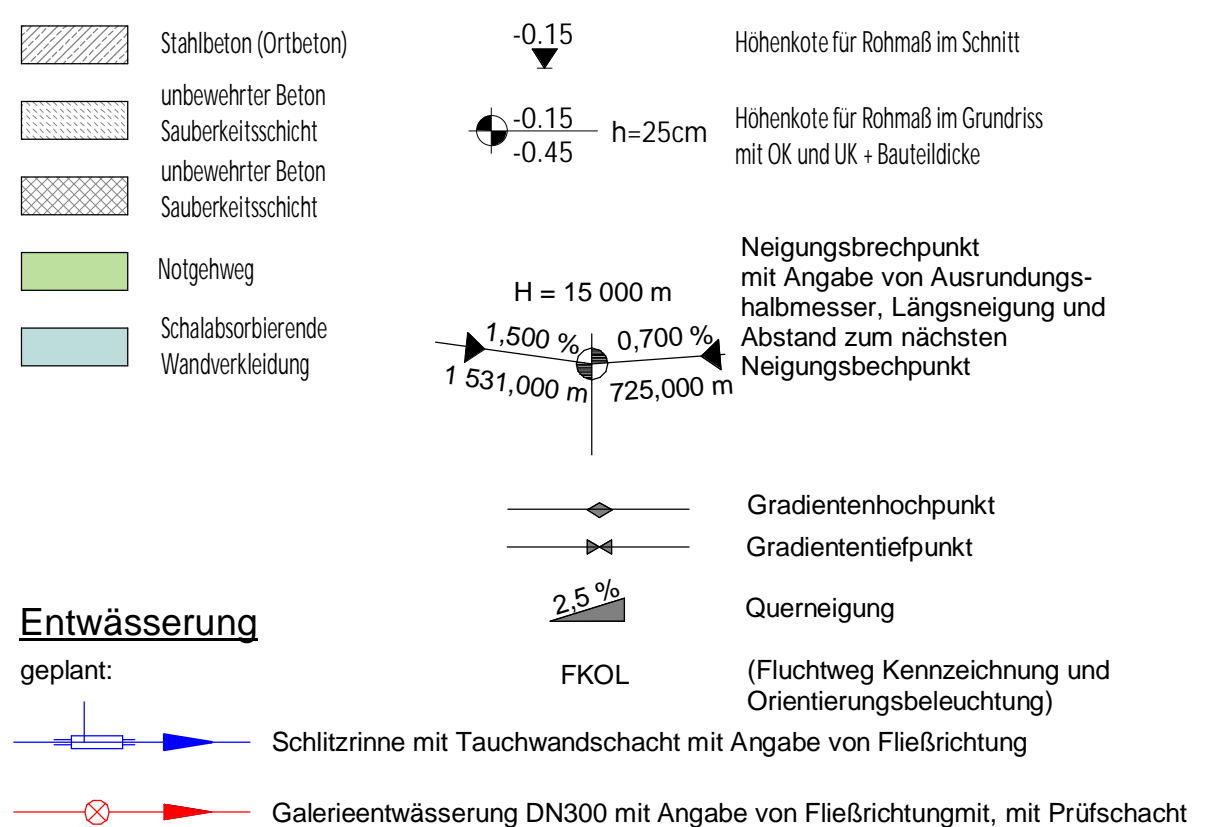 Stahlbeton (Ortbeton)
unbewehrter Beton
Sauberkeitsschicht
unbewehrter Beton
Sauberkeitsschicht
Notgehweg
Schalabsorbierende
Wandverkleidung
-0.15
Höhenkote für Rohmaß im Schnitt
-0.15
-0.45
h=25cm
Höhenkote für Rohmaß im Grundriss
mit OK und UK + Bauteildicke
H = 15 000 m
1,500 %
0,700 %
1 531,000 m
725,000 m
Neigungsbrechpunkt
mit Angabe von Ausrundungs-
halbmesser, Längsneigung und
Abstand zum nächsten
Neigungsbechpunkt
Gradientenhochpunkt
Gradiententiefpunkt
2,5 %
Querneigung
FKOL
(Fluchtweg Kennzeichnung und
Orientierungsbeleuchtung)
Entwässerung
geplant:
Schlitzrinne mit Tauchwandschacht mit Angabe von Fließrichtung
Galerieentwässerung DN300 mit Angabe von Fließrichtungmit, mit Prüfschacht